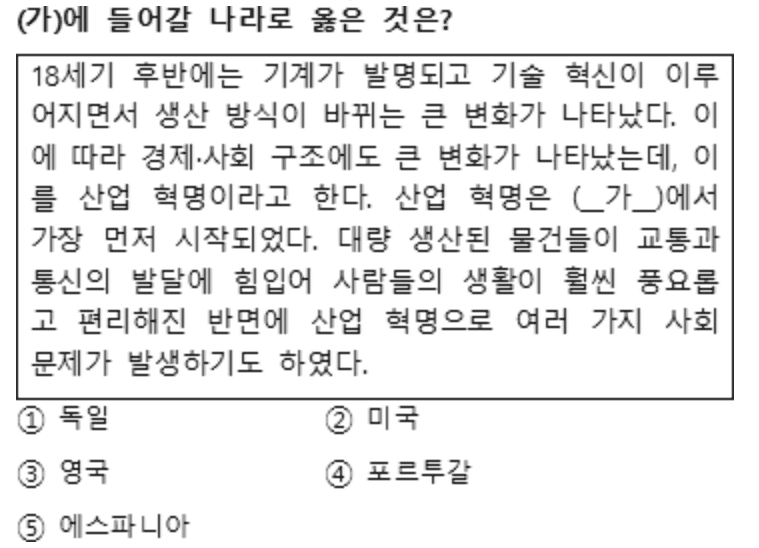 (가)에 들어갈 나라로 옳은 것은?
18세기 후반에는 기계가 발명되고 기술 혁신이 이루
어지면서 생산 방식이 바뀌는 큰 변화가 나타났다. 이
에 따라 경제·사회 구조에도 큰 변화가 나타났는데, 이
를 산업 혁명이라고 한다. 산업 혁명은 (_가_)에서
가장 먼저 시작되었다. 대량 생산된 물건들이 교통과
통신의 발달에 힘입어 사람들의 생활이 훨씬 풍요롭
고 편리해진 반면에 산업 혁명으로 여러 가지 사회
문제가 발생하기도 하였다.
① 독일 ② 미국
③ 영국 ④ 포르투갈
⑤ 에스파니아